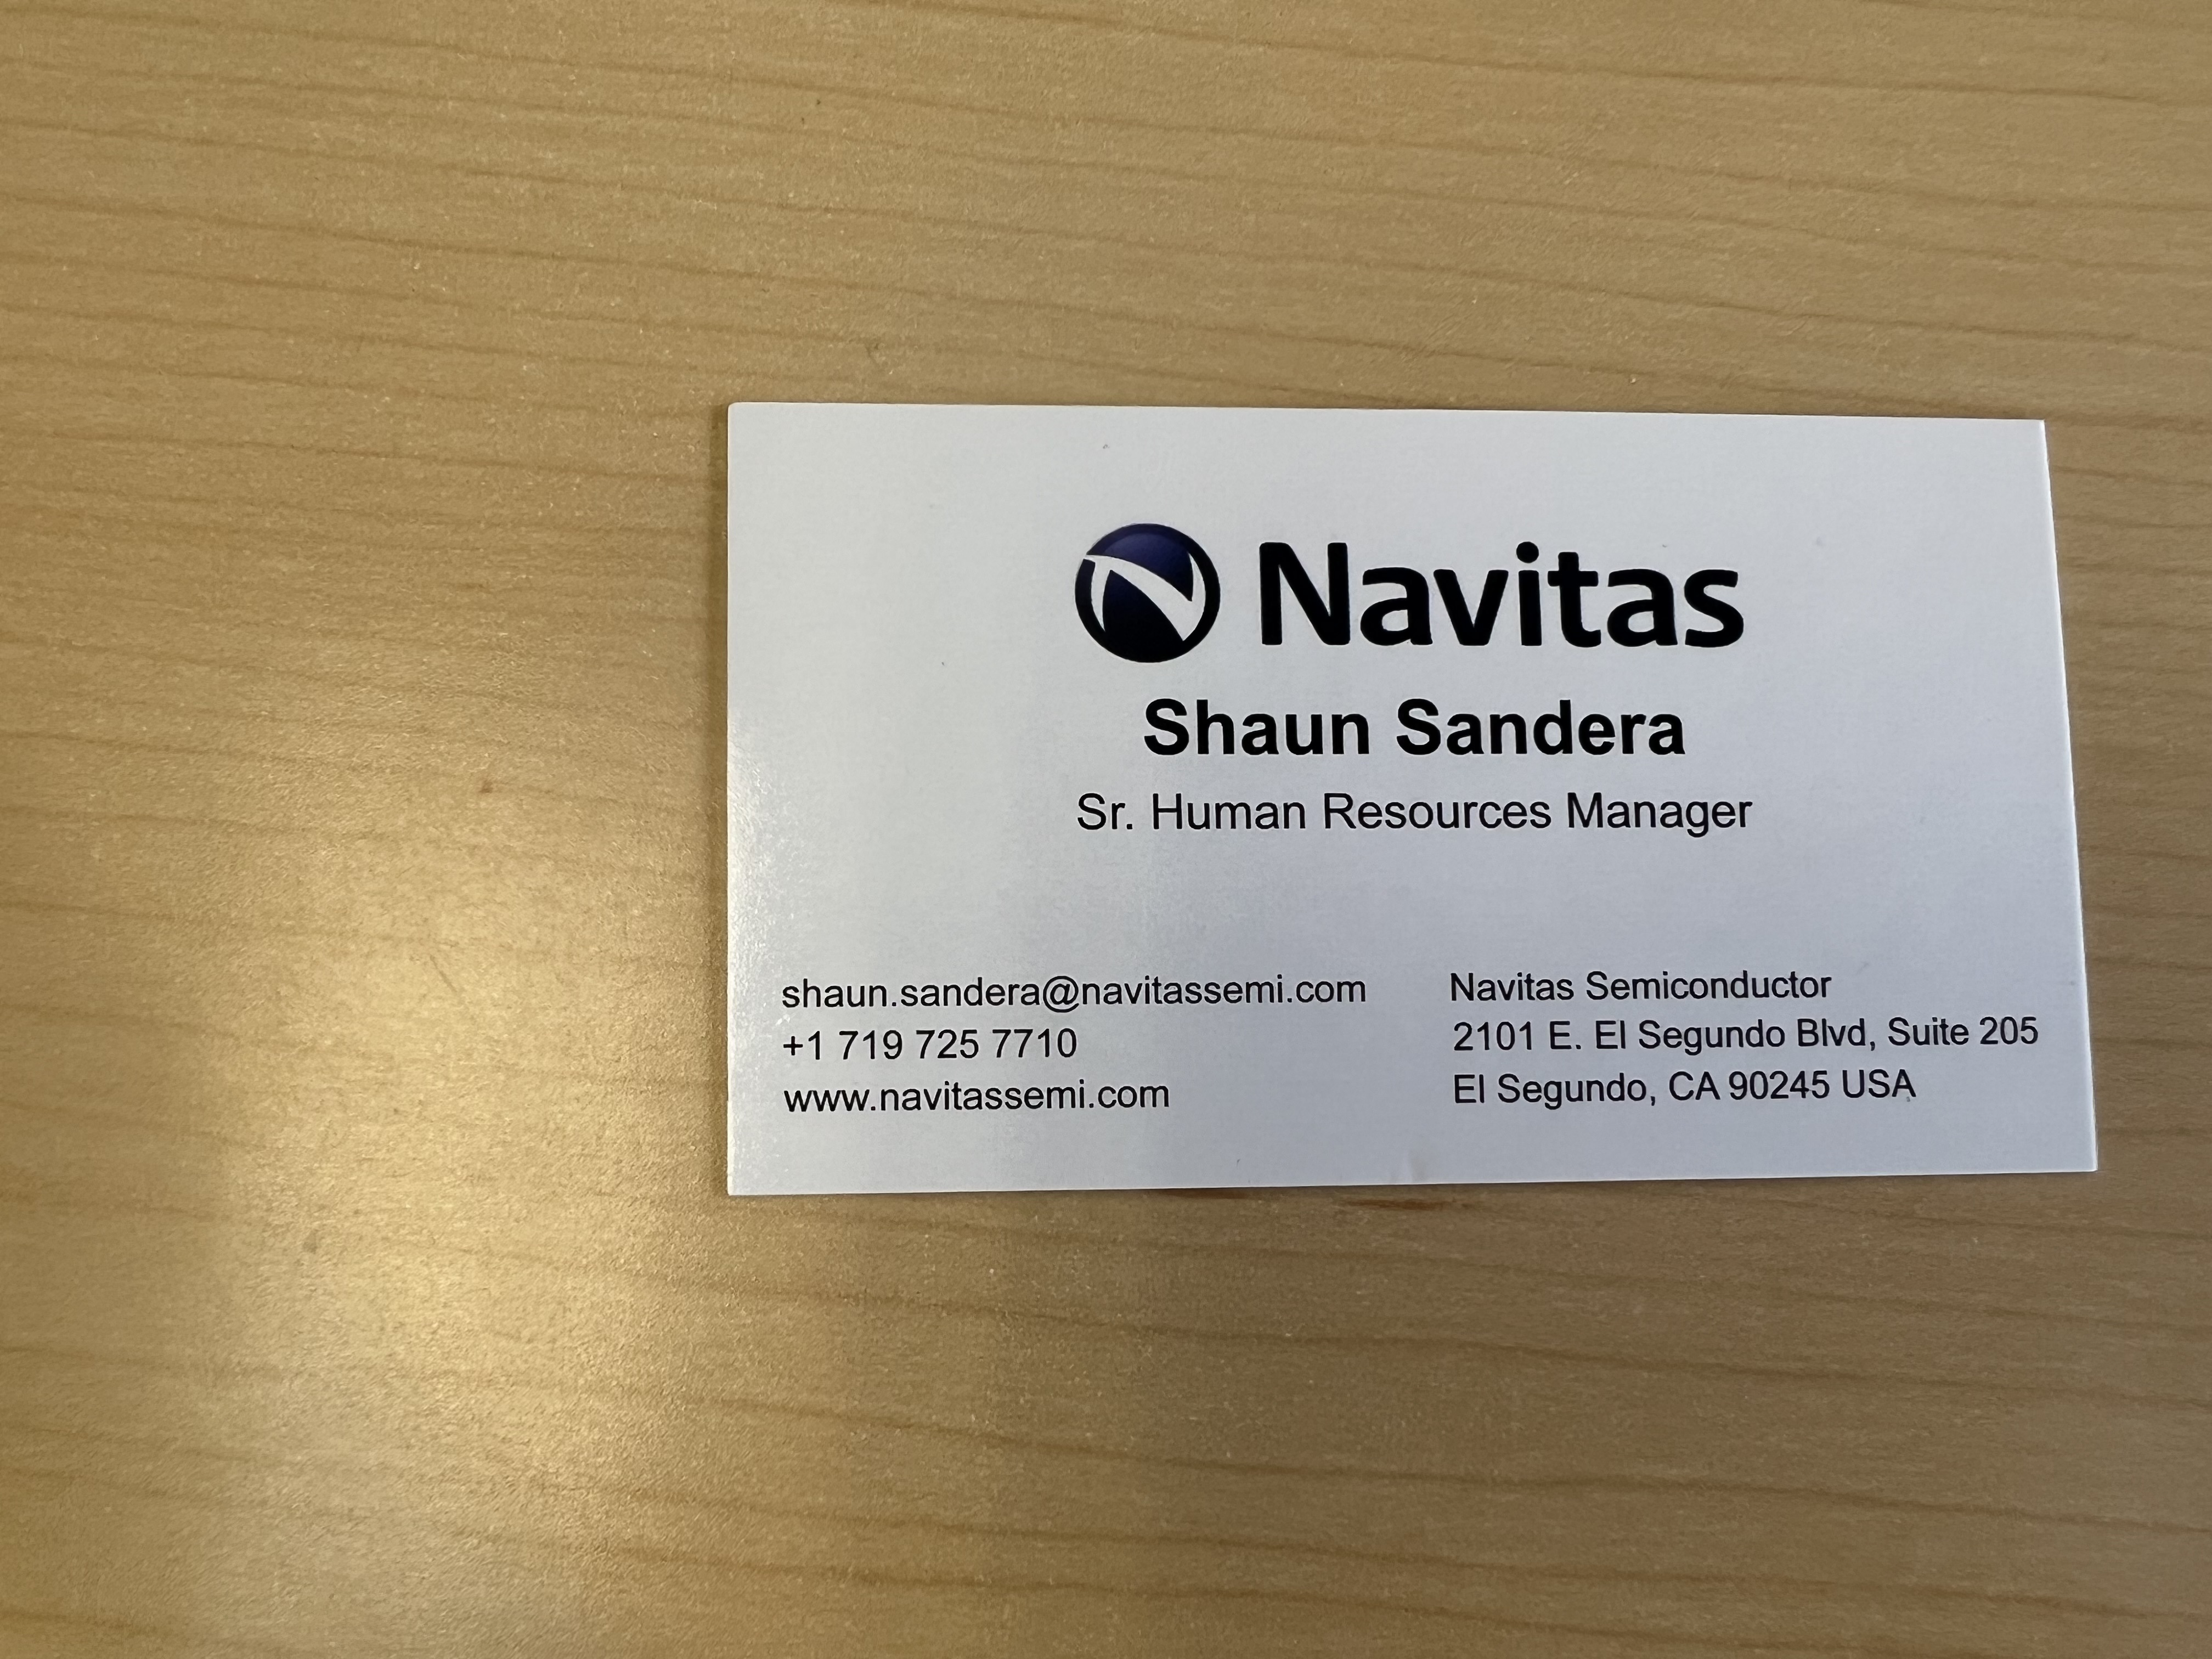 Navitas
Shaun Sandera
Sr. Human Resources Manager
shaun.sandera@navitassemi.com
+1 719 725 7710
www.navitassemi.com
Navitas Semiconductor
2101 E. El Segundo Blvd, Suite 205
El Segundo, CA 90245 USA